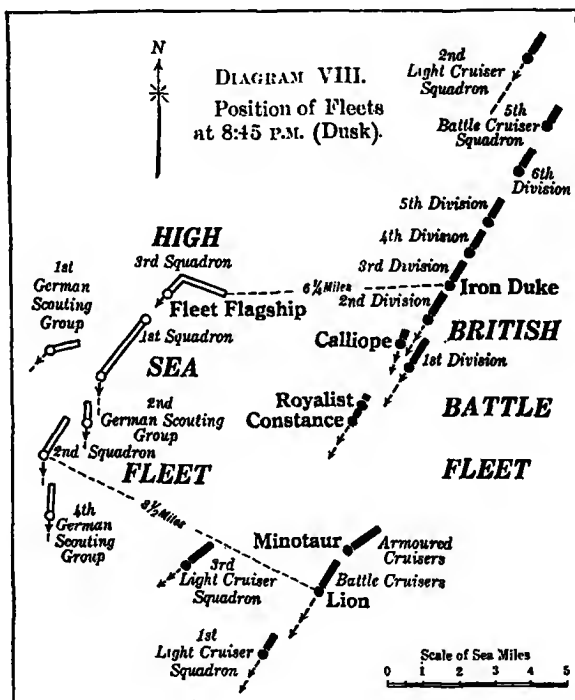 N
DIAGRAM VIII.
Position of Fleets
at 8:45 P.M. (Dusk).
2nd
Light Cruiser
Squadron
5th
Battle Cruiser
Squadron
6th
Division
5th Division
4th Division
3rd Division
2nd Division
Iron Duke
6¼ Miles
HIGH
3rd Squadron
Fleet Flagship
1st
German
Scouting
Group
1st Squadron
SEA
Calliope
BRITISH
1st Division
2nd
German Scouting
Group
2nd Squadron
FLEET
Royalist
Constance
BATTLE
FLEET
4th
German
Scouting
Group
8½ Miles
Minotaur
Armoured
Cruisers
3rd
Light Cruiser
Squadron
Battle Cruisers
Lion
1st
Light Cruiser
Squadron
Scale of Sea Miles
0 1 2 3 4 5